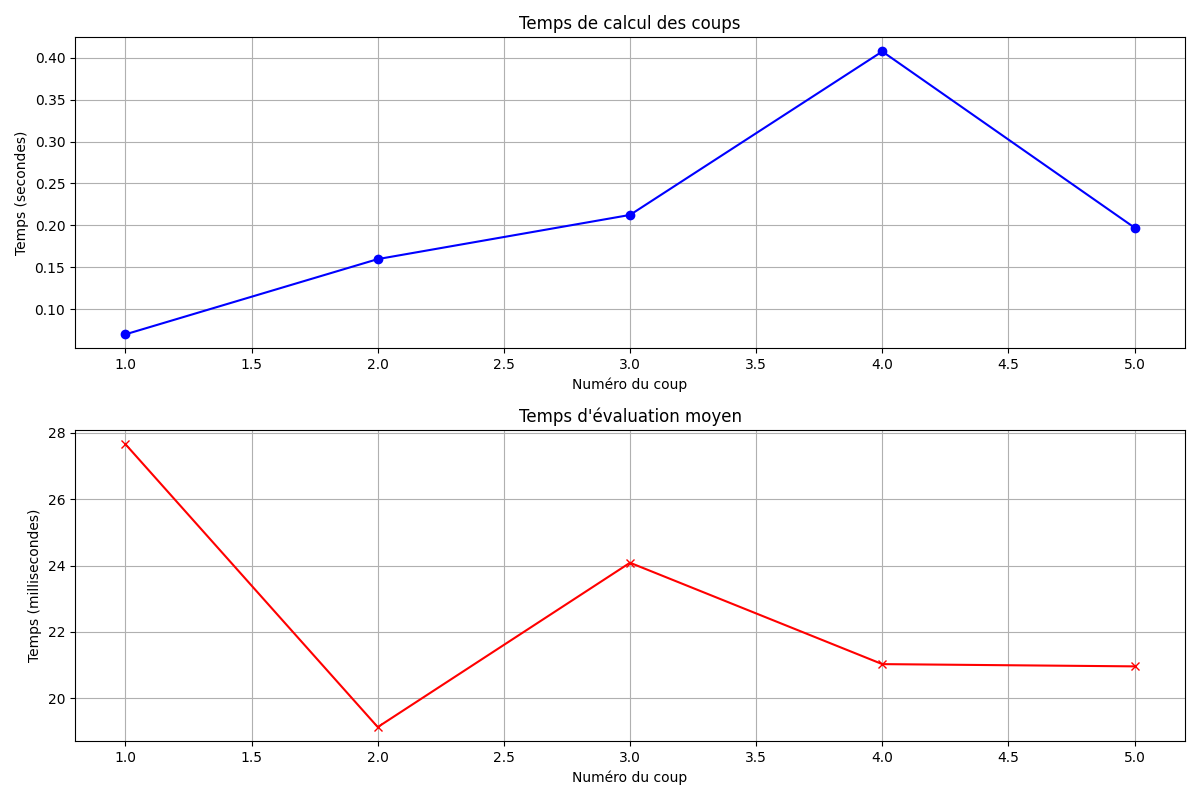 Temps de calcul des coups
0.40
0.35
0.30
0.25
0.20
0.15
0.10
Temps (secondes)
1.0 1.5 2.0 2.5 3.0 3.5 4.0 4.5 5.0
Numéro du coup
Temps d'évaluation moyen
28
26
24
22
20
Temps (millisecondes)
1.0 1.5 2.0 2.5 3.0 3.5 4.0 4.5 5.0
Numéro du coup